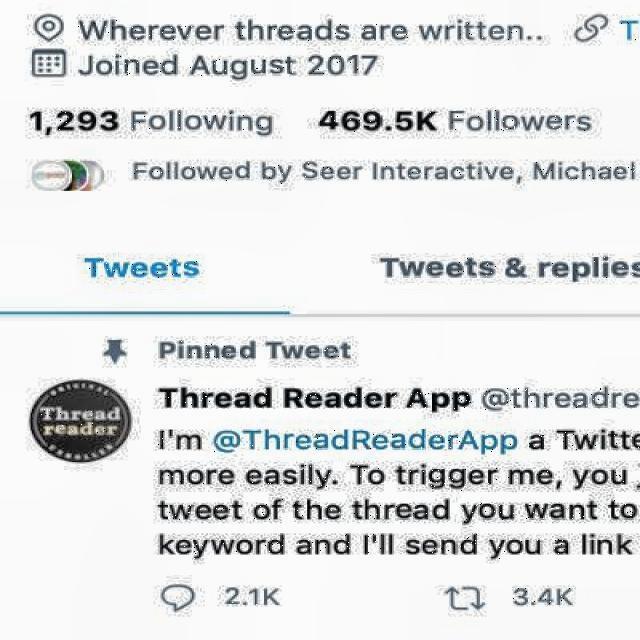 Wherever threads are written..
Joined August 2017
1,293 Following 469.5K Followers
Followed by Seer Interactive, Michael
Tweets Tweets & replies
Pinned Tweet
Thread Reader App @threadre
Thread
reader
I'm @ThreadReaderApp a Twitte
more easily. To trigger me, you
tweet of the thread you want to
keyword and I'll send you a link
2.1K 3.4K